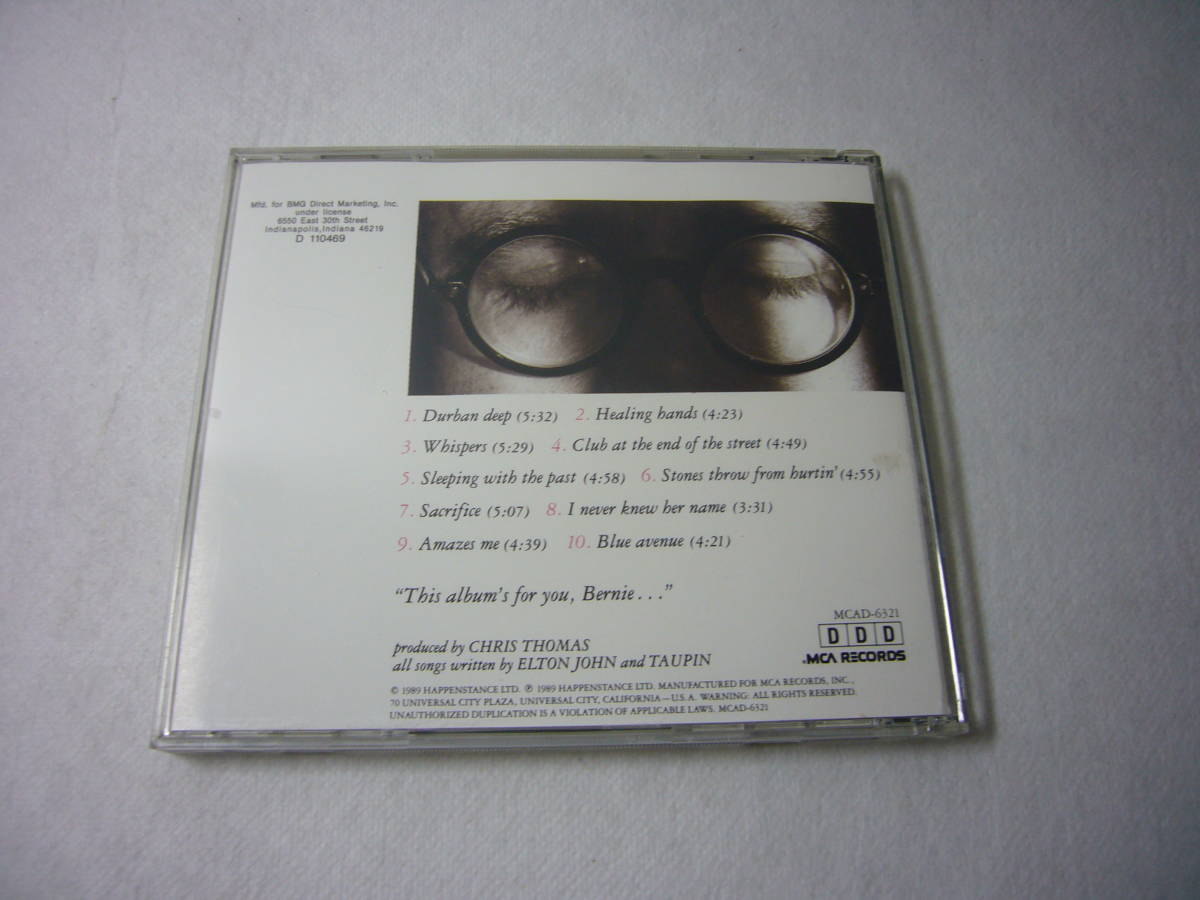 Mfd. for BMG Direct Marketing, Inc.
under license
6550 East 30th Street
Indianapolis, Indiana 46219
D 110469
1. Durban deep (5:32) 2. Healing hands (4:23)
3. Whispers (5:29) 4. Club at the end of the street (4:49)
5. Sleeping with the past (4:58) 6. Stones throw from hurtin' (4:55)
7. Sacrifice (5:07) 8. I never knew her name (3:31)
9. Amazes me (4:39) 10. Blue avenue (4:21)
"This album's for you, Bernie . . ."
MCAD-6321
D D D
MCA RECORDS
produced by CHRIS THOMAS
all songs written by ELTON JOHN and TAUPIN
© 1989 HAPPENSTANCE LTD. ℗ 1989 HAPPENSTANCE LTD. MANUFACTURED FOR MCA RECORDS, INC.,
70 UNIVERSAL CITY PLAZA, UNIVERSAL CITY, CALIFORNIA—U.S.A. WARNING: ALL RIGHTS RESERVED.
UNAUTHORIZED DUPLICATION IS A VIOLATION OF APPLICABLE LAWS. MCAD-6321